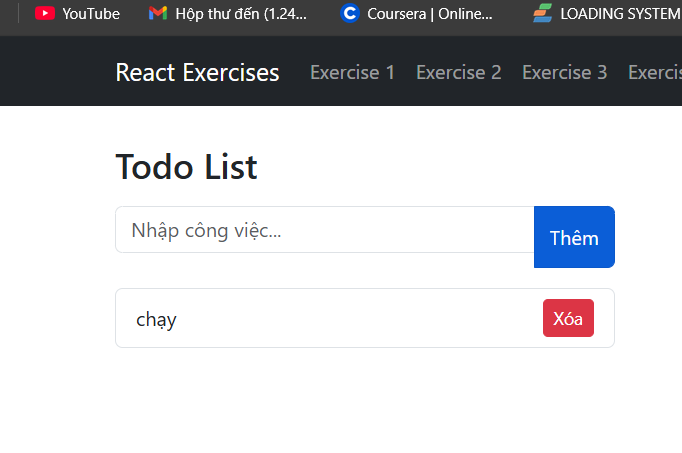 YouTube Hộp thư đến (1.24... Coursera | Online... LOADING SYSTEM
React Exercises Exercise 1 Exercise 2 Exercise 3 Exercis
Todo List
Nhập công việc... Thêm
chạy Xóa